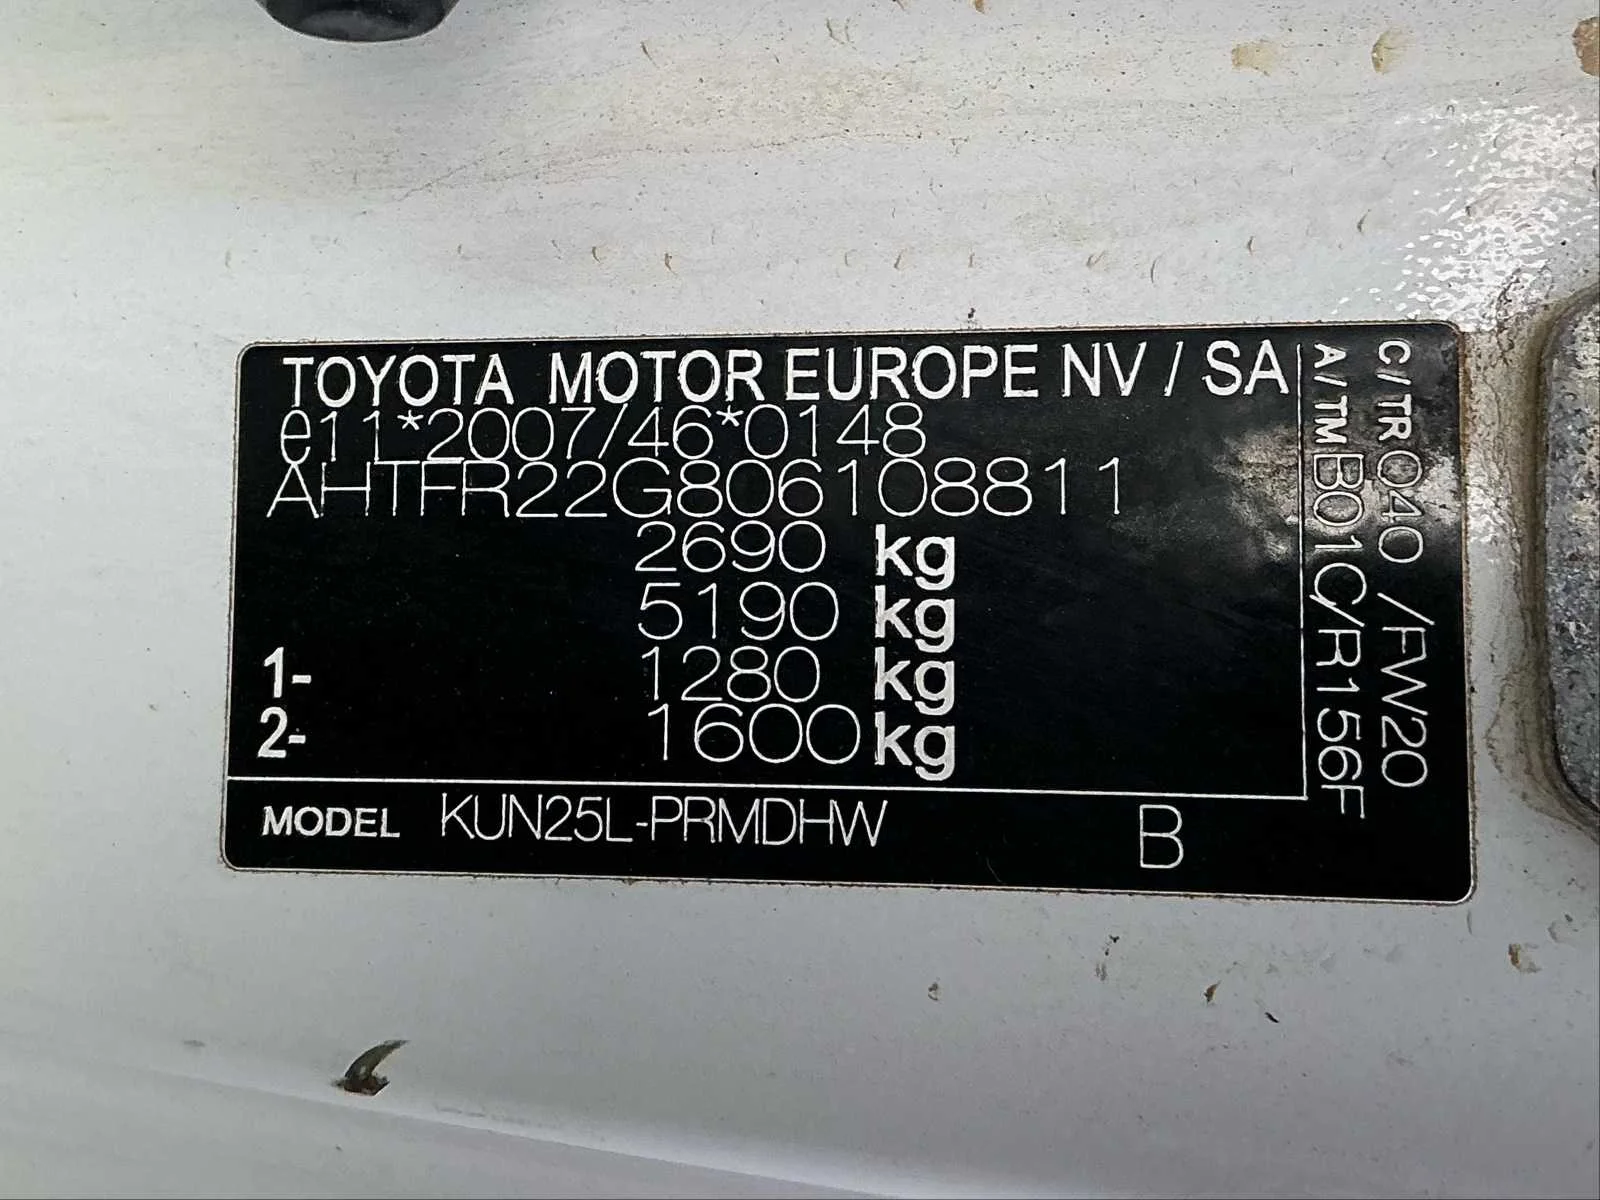 TOYOTA MOTOR EUROPE NV / SA
e11*2007/46*0148
AHTFR22G806108811
2690 kg
5190 kg
1- 1280 kg
2- 1600 kg
MODEL KUN25L-PRMDHW B
C/TR 040 /FW20
A/TM B01C/R156F